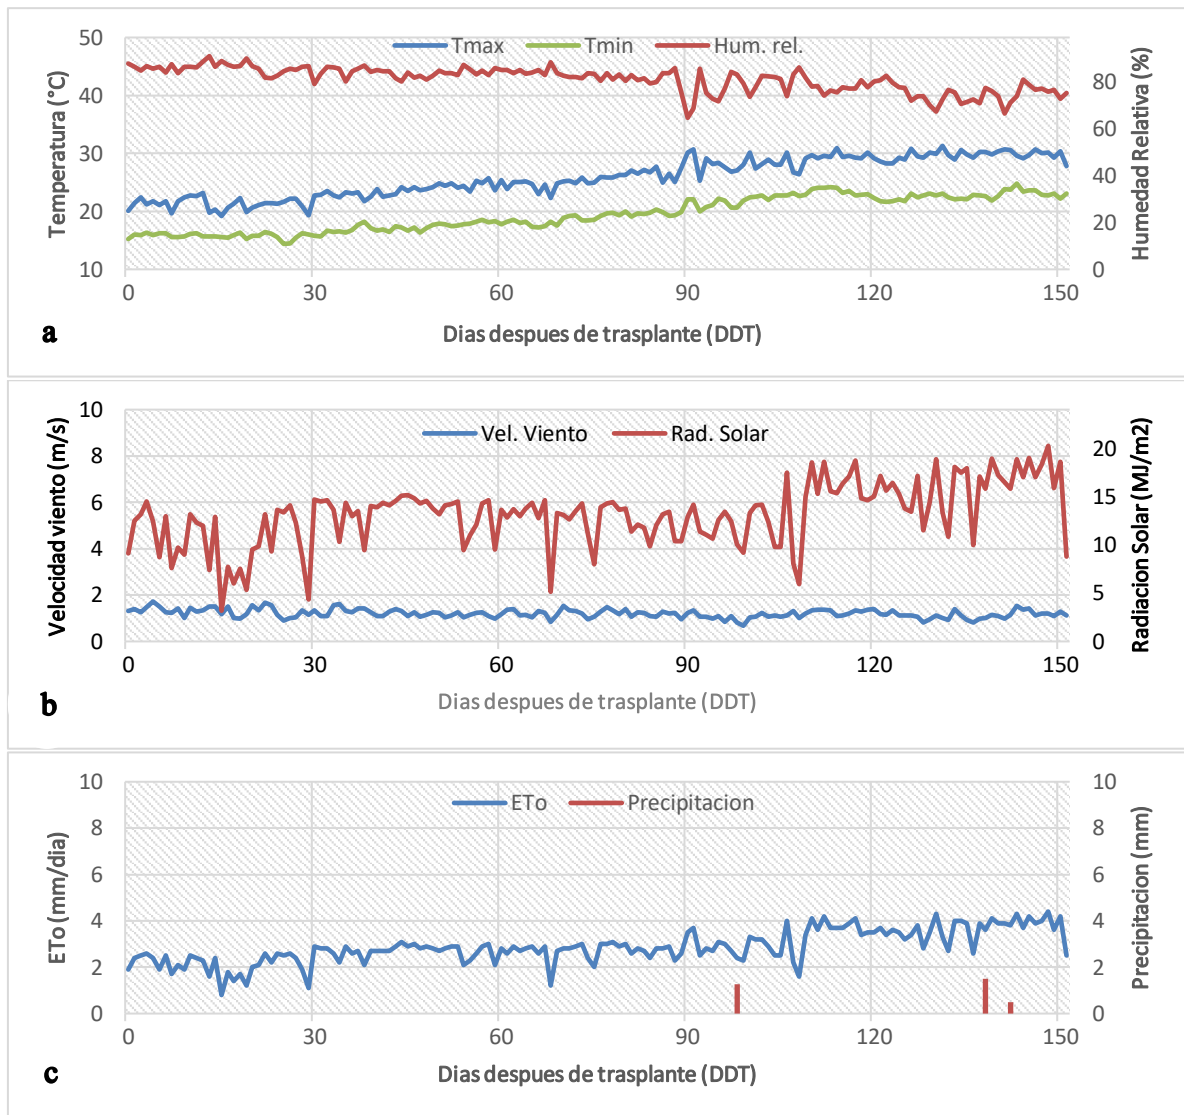 50
40
30
20
10
Temperatura (°C)
Tmax Tmin Hum. rel.
80
60
40
20
0
Humedad Relativa (%)
0 30 60 90 120 150
Dias despues de trasplante (DDT)
a
10
8
6
4
2
0
Velocidad viento (m/s)
Vel. Viento Rad. Solar
20
15
10
5
0
Radiacion Solar (MJ/m2)
0 30 60 90 120 150
Dias despues de trasplante (DDT)
b
10
8
6
4
2
0
ETo (mm/dia)
ETo Precipitacion
10
8
6
4
2
0
Precipitacion (mm)
0 30 60 90 120 150
Dias despues de trasplante (DDT)
c